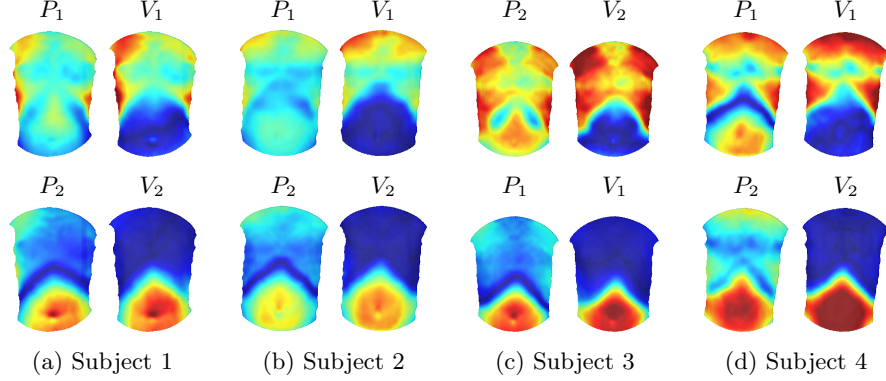 P₁ V₁ P₁ V₁ P₂ V₂ P₁ V₁
P₂ V₂ P₂ V₂ P₁ V₁ P₂ V₂
(a) Subject 1 (b) Subject 2 (c) Subject 3 (d) Subject 4